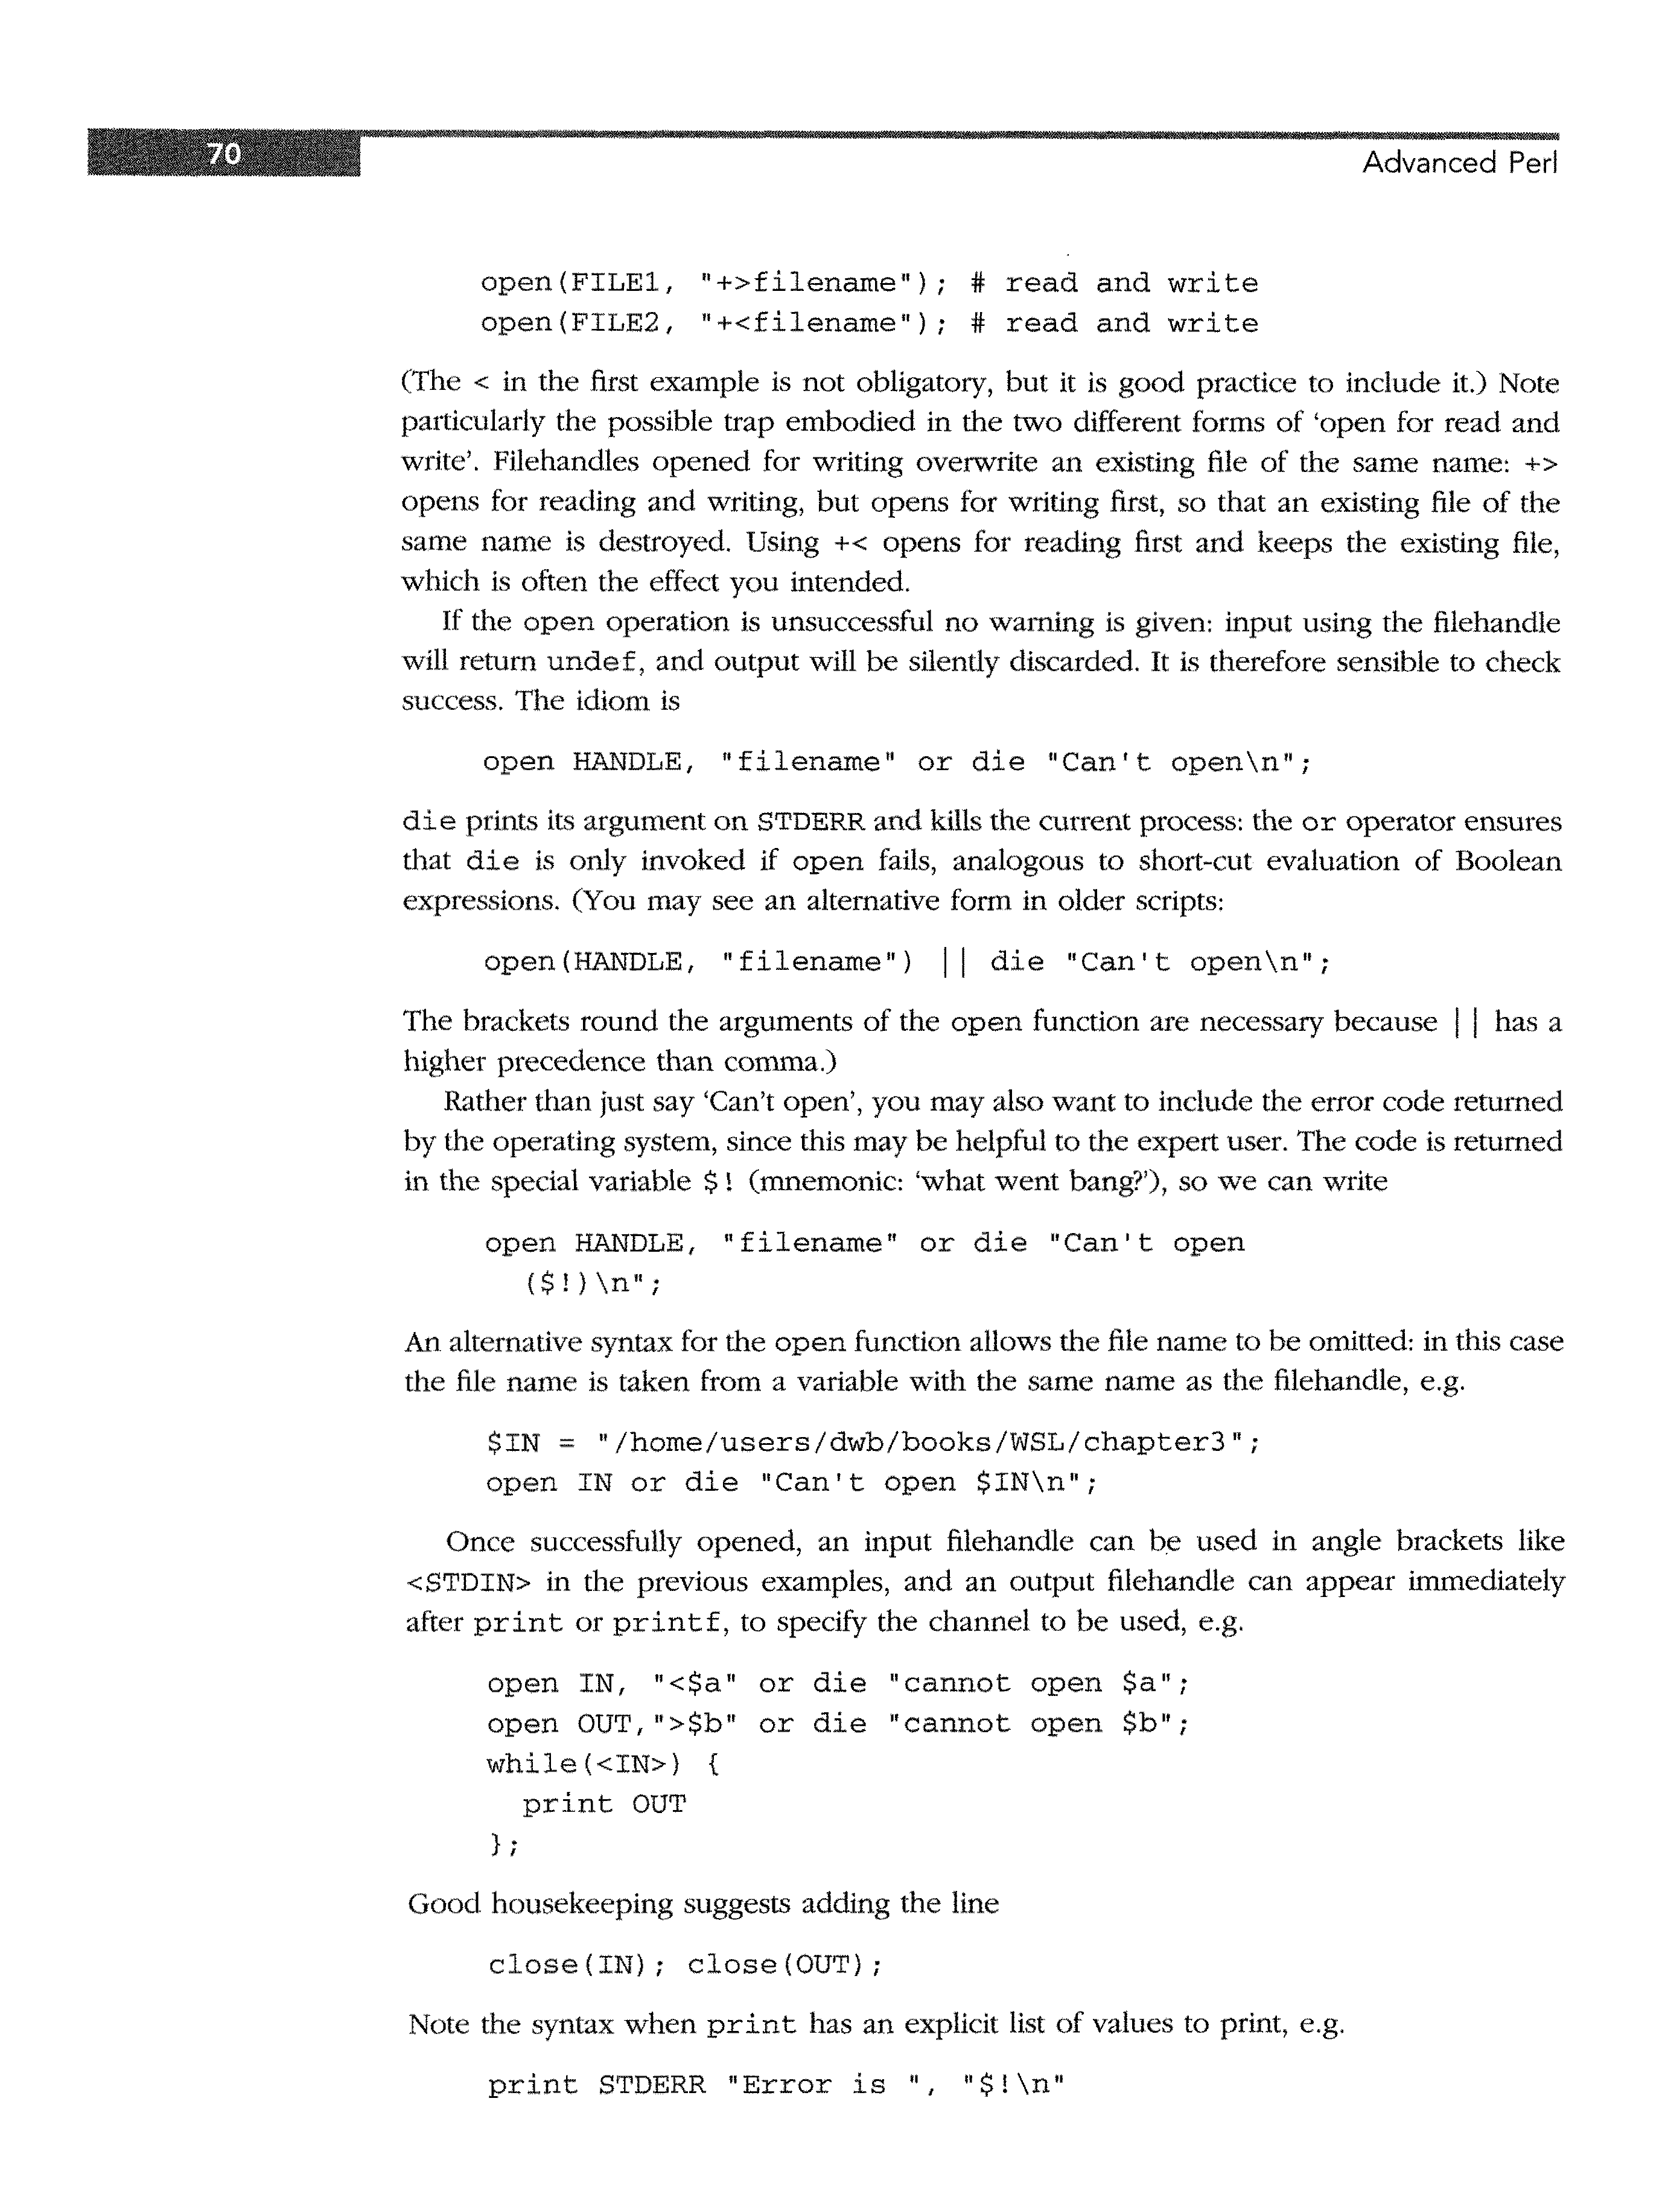 70
Advanced Perl
open(FILE1, "+>filename"); # read and write
open(FILE2, "+<filename"); # read and write
(The < in the first example is not obligatory, but it is good practice to include it.) Note
particularly the possible trap embodied in the two different forms of ‘open for read and
write’. Filehandles opened for writing overwrite an existing file of the same name: +>
opens for reading and writing, but opens for writing first, so that an existing file of the
same name is destroyed. Using +< opens for reading first and keeps the existing file,
which is often the effect you intended.
If the open operation is unsuccessful no warning is given: input using the filehandle
will return undef, and output will be silently discarded. It is therefore sensible to check
success. The idiom is
open HANDLE, "filename" or die "Can't open\n";
die prints its argument on STDERR and kills the current process: the or operator ensures
that die is only invoked if open fails, analogous to short-cut evaluation of Boolean
expressions. (You may see an alternative form in older scripts:
open(HANDLE, "filename") || die "Can't open\n";
The brackets round the arguments of the open function are necessary because || has a
higher precedence than comma.)
Rather than just say ‘Can’t open’, you may also want to include the error code returned
by the operating system, since this may be helpful to the expert user. The code is returned
in the special variable $! (mnemonic: ‘what went bang?’), so we can write
open HANDLE, "filename" or die "Can't open
($!)\n";
An alternative syntax for the open function allows the file name to be omitted: in this case
the file name is taken from a variable with the same name as the filehandle, e.g.
$IN = "/home/users/dwb/books/WSL/chapter3";
open IN or die "Can't open $IN\n";
Once successfully opened, an input filehandle can be used in angle brackets like
<STDIN> in the previous examples, and an output filehandle can appear immediately
after print or printf, to specify the channel to be used, e.g.
open IN, "<$a" or die "cannot open $a";
open OUT,">$b" or die "cannot open $b";
while(<IN>) {
print OUT
};
Good housekeeping suggests adding the line
close(IN); close(OUT);
Note the syntax when print has an explicit list of values to print, e.g.
print STDERR "Error is ", "$!\n"